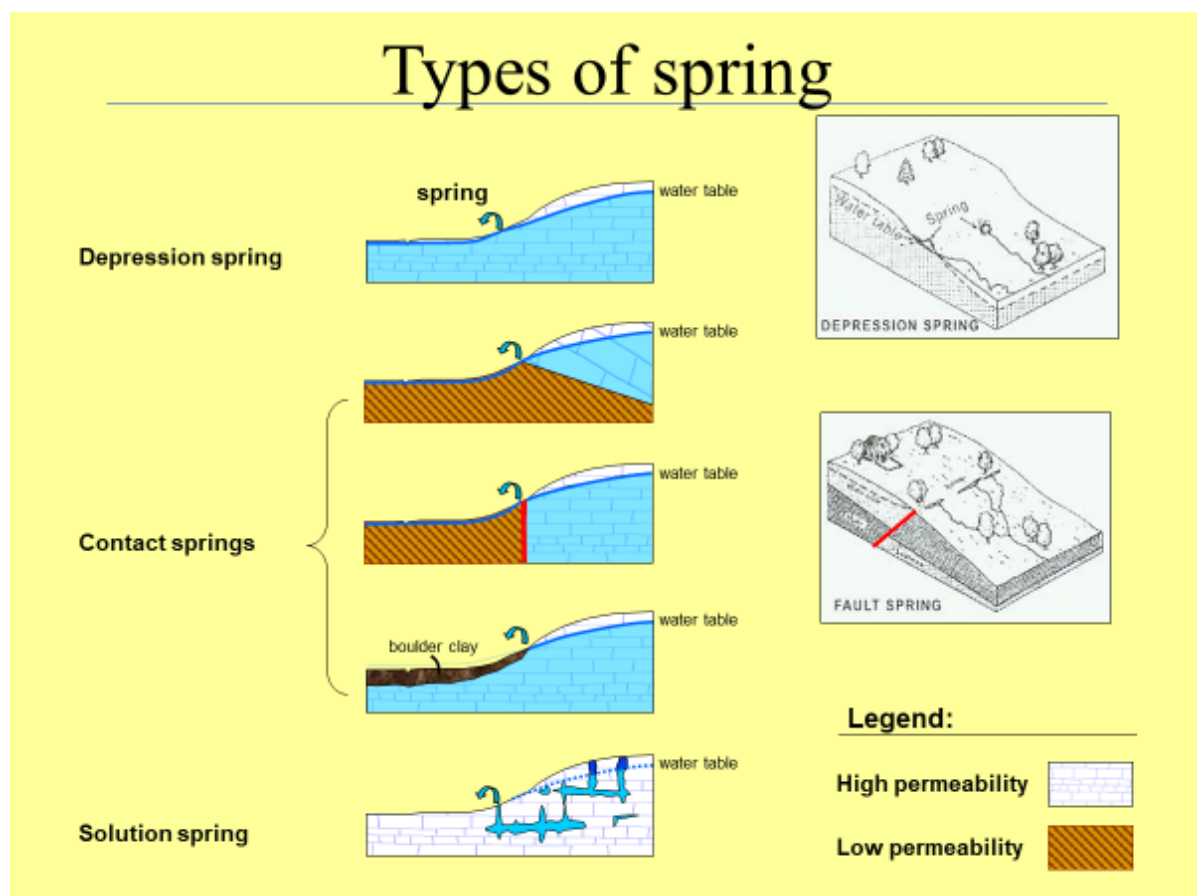 Types of spring
spring
water table
Depression spring
water table
Contact springs
water table
boulder clay
water table
Solution spring
water table
Water table
Spring
DEPRESSION SPRING
FAULT SPRING
Legend:
High permeability
Low permeability